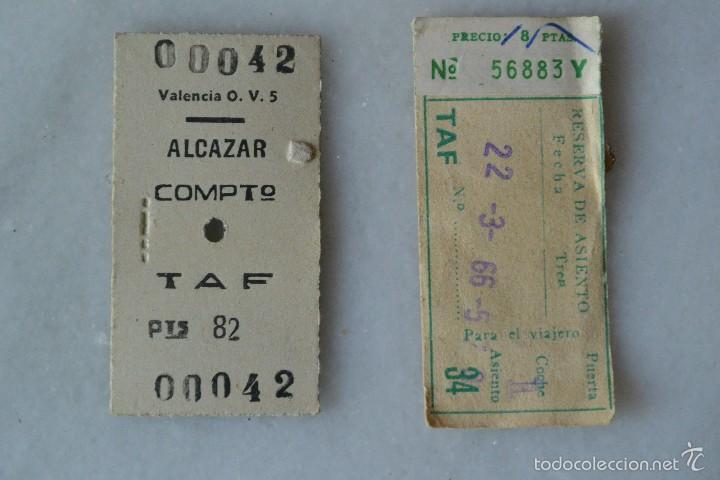 00042
Valencia O. V. 5
ALCAZAR
COMPTº
TAF
PTS 82
00042
PRECIO: 8 PTAS.
Nº 56883 Y
RESERVA DE ASIENTO
Fecha Tren
22 -3- 66-
TAF N.º
Para el viajero
Puerta
Coche II
Asiento
34
todocoleccion.net